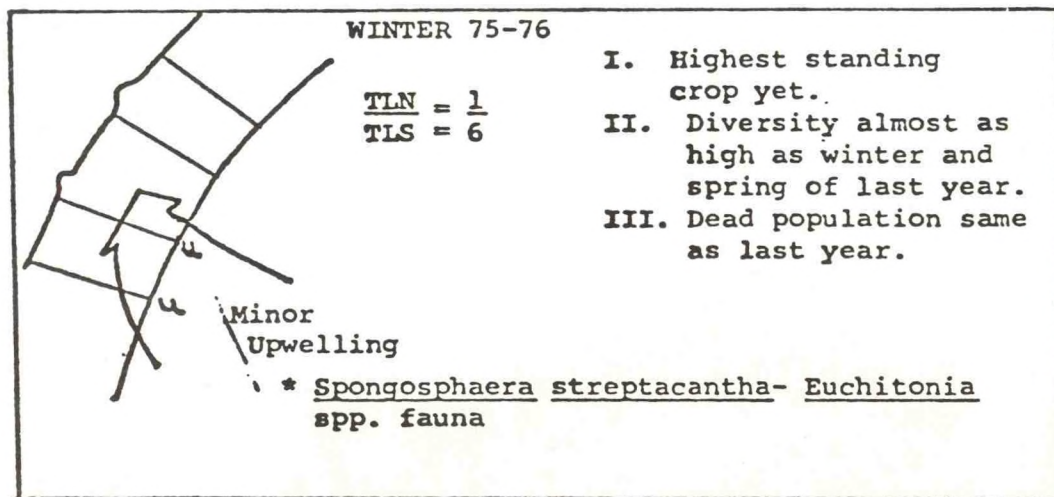 WINTER 75-76
TLN = 1
TLS = 6
I. Highest standing
crop yet.
II. Diversity almost as
high as winter and
spring of last year.
III. Dead population same
as last year.
u
u
Minor
Upwelling
* Spongosphaera streptacantha- Euchitonia
spp. fauna